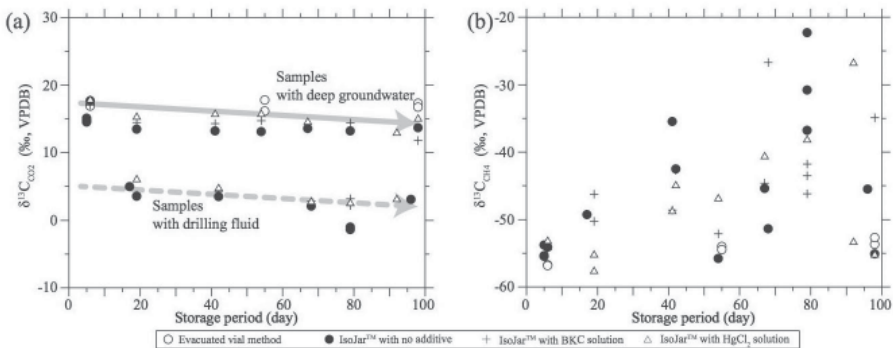 (a)
30
20
10
0
-10
δ¹³C_CO2 (‰, VPDB)
Samples
with deep groundwater
Samples
with drilling fluid
0 20 40 60 80 100
Storage period (day)
(b)
-20
-30
-40
-50
-60
δ¹³C_CH4 (‰, VPDB)
0 20 40 60 80 100
Storage period (day)
Evacuated vial method IsoJar™ with no additive IsoJar™ with BKC solution IsoJar™ with HgCl₂ solution